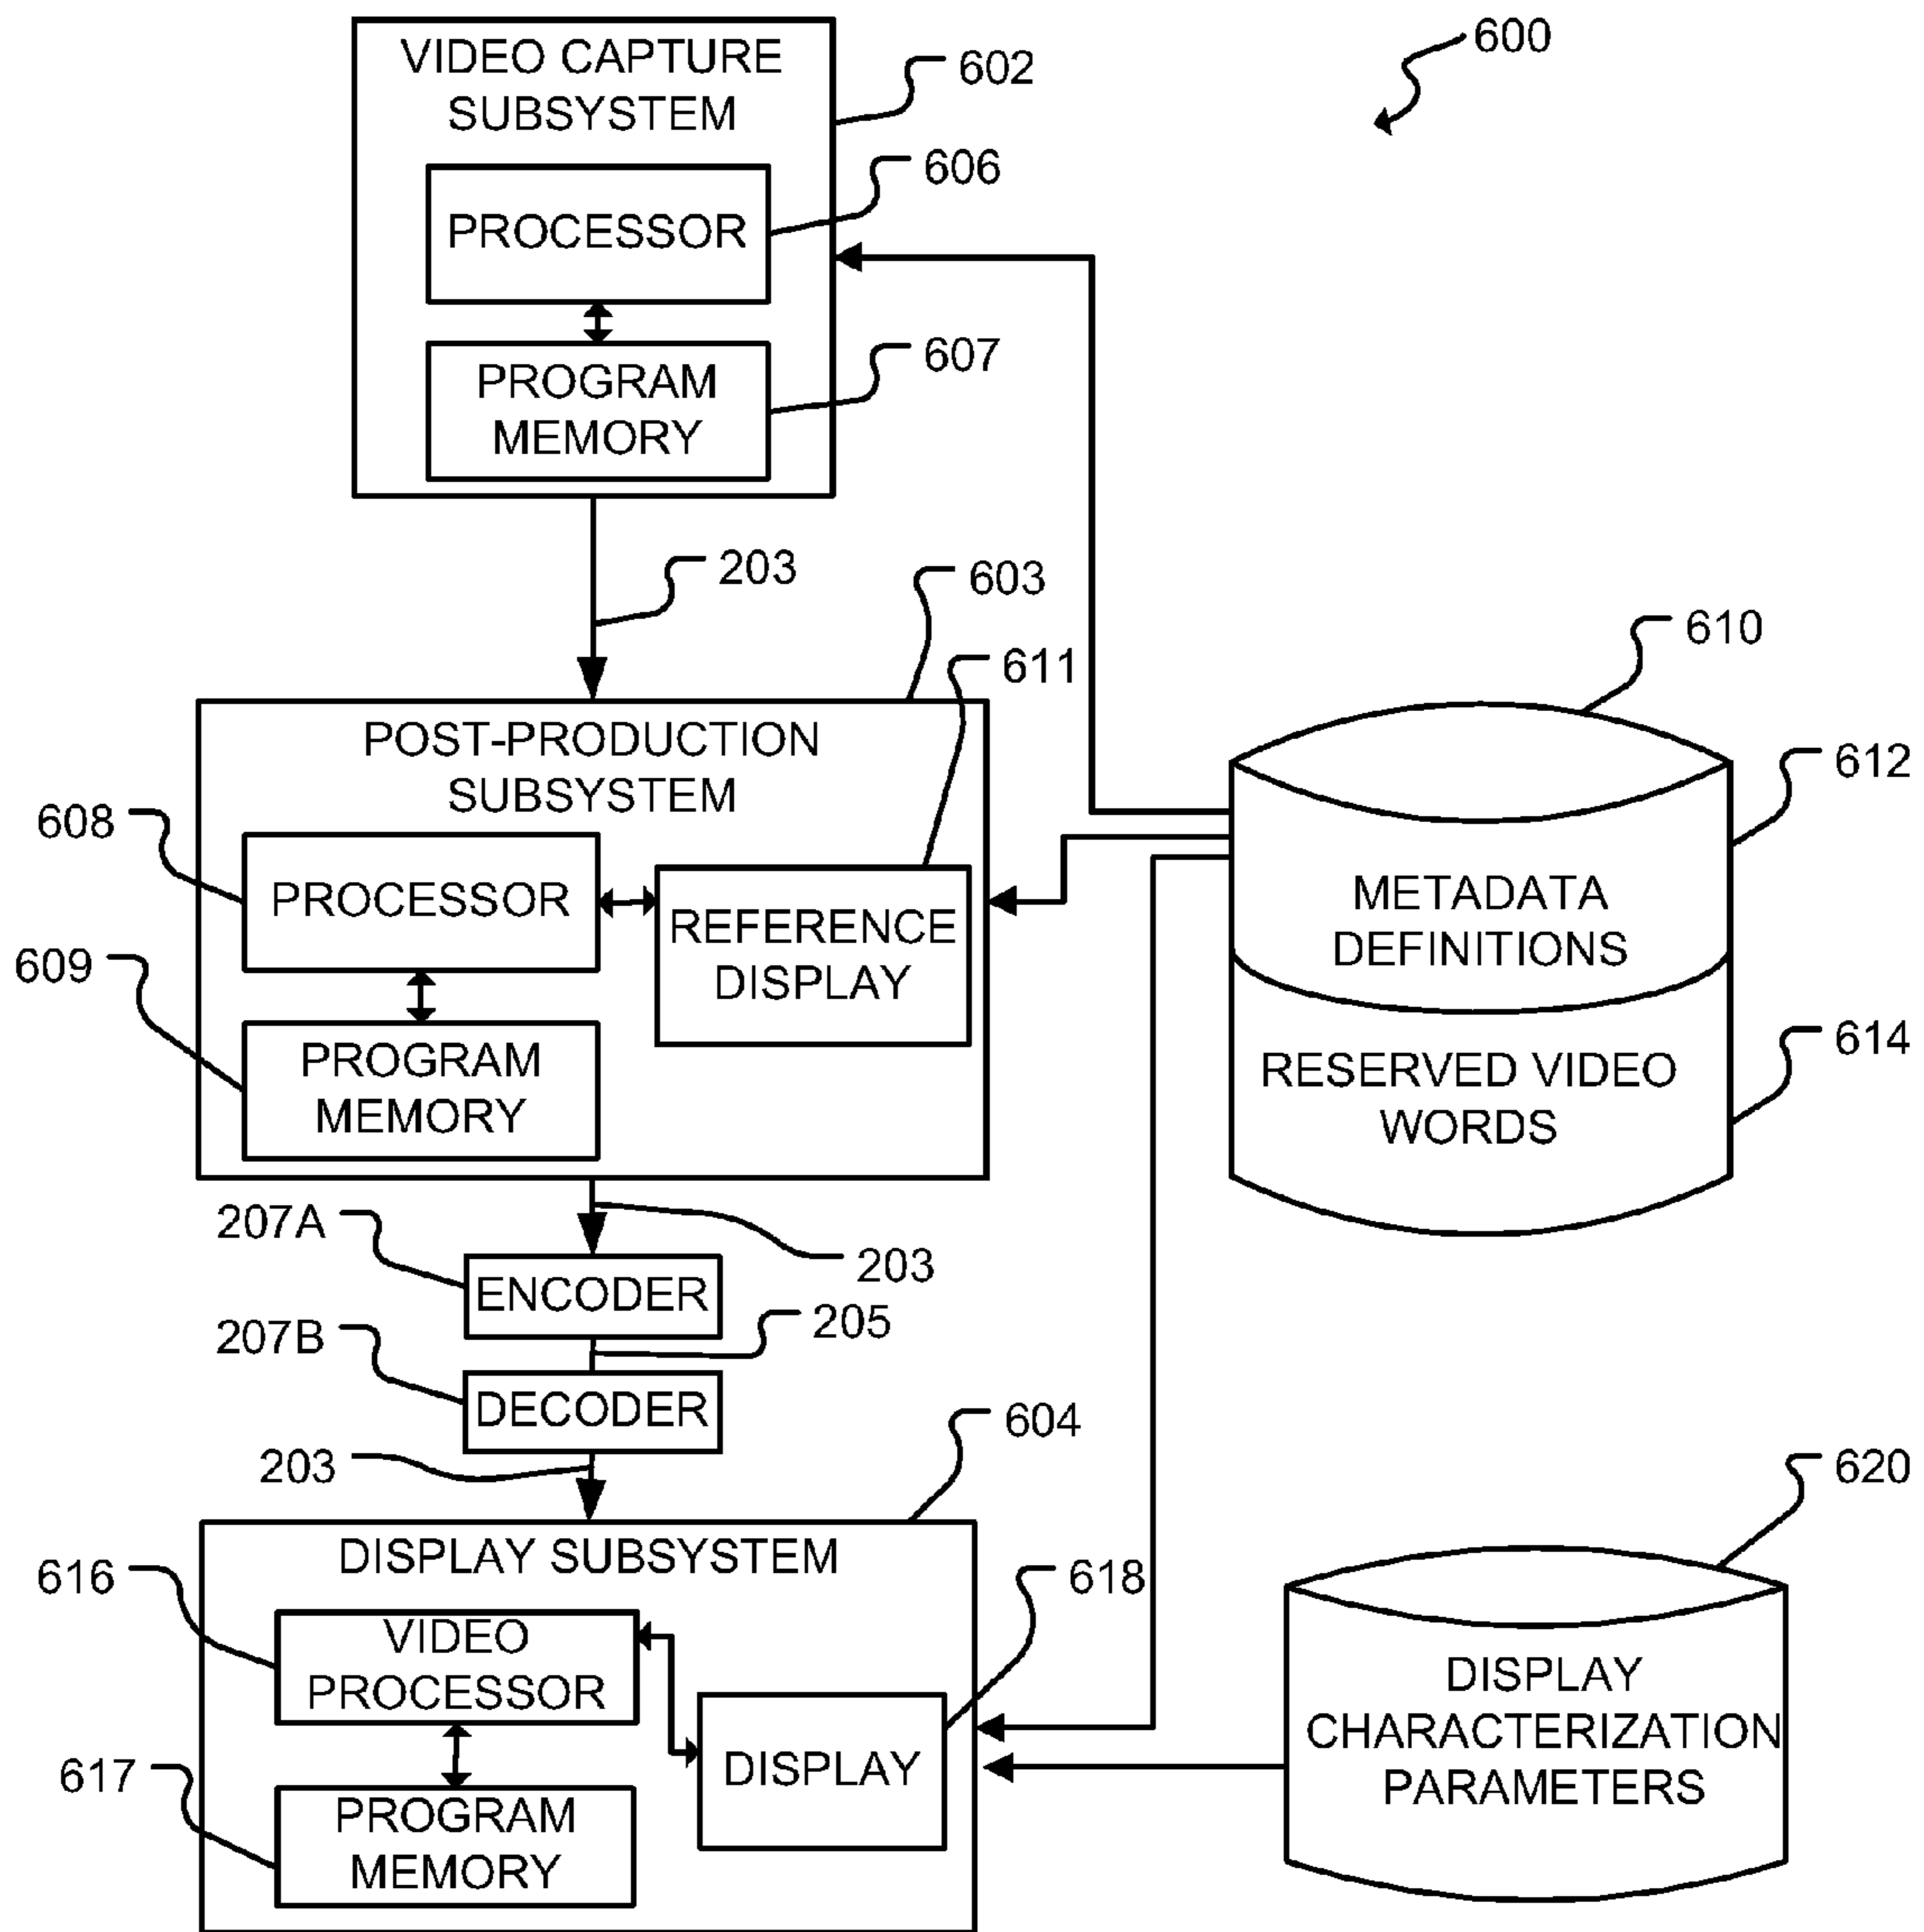 600
VIDEO CAPTURE
SUBSYSTEM
602
606
PROCESSOR
607
PROGRAM
MEMORY
203
603
611
POST-PRODUCTION
SUBSYSTEM
608
PROCESSOR
REFERENCE
DISPLAY
609
PROGRAM
MEMORY
610
612
METADATA
DEFINITIONS
614
RESERVED VIDEO
WORDS
207A
203
ENCODER
205
207B
DECODER
203
604
DISPLAY SUBSYSTEM
616
618
VIDEO
PROCESSOR
DISPLAY
617
PROGRAM
MEMORY
620
DISPLAY
CHARACTERIZATION
PARAMETERS